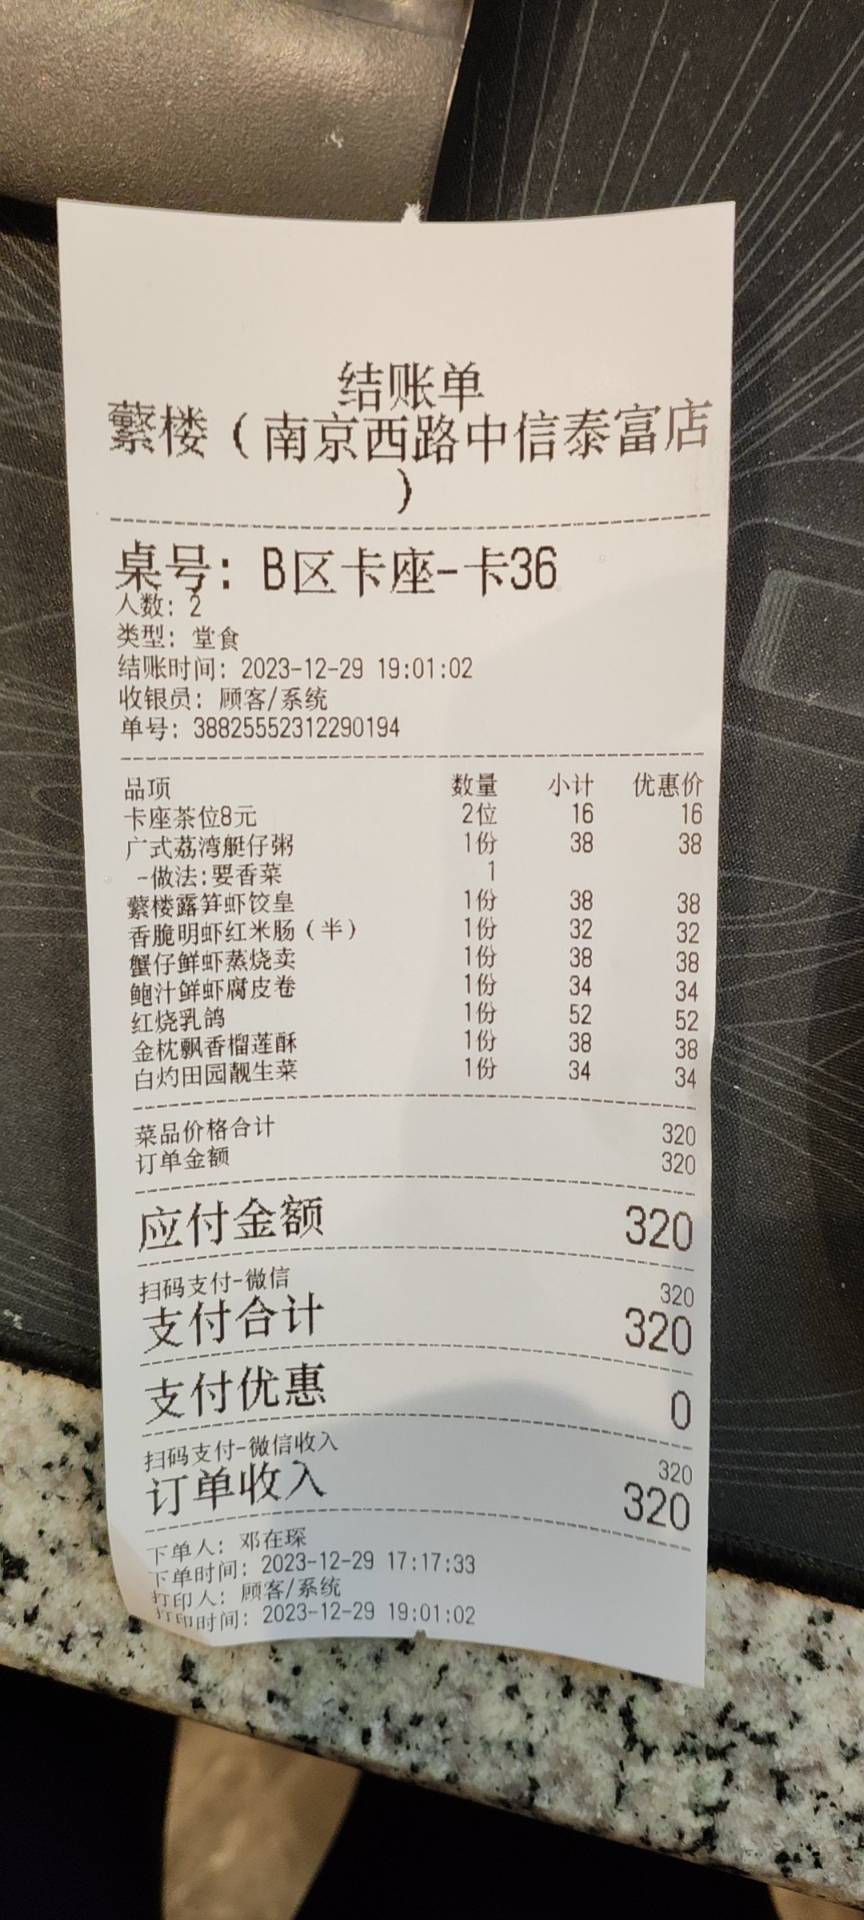 结账单
蘩楼（南京西路中信泰富店
）
桌号: B区卡座-卡36
人数: 2
类型: 堂食
结账时间: 2023-12-29 19:01:02
收银员: 顾客/系统
单号: 38825552312290194
品项 数量 小计 优惠价
卡座茶位8元 2位 16 16
广式荔湾艇仔粥 1份 38 38
-做法:要香菜 1
蘩楼露笋虾饺皇 1份 38 38
香脆明虾红米肠（半） 1份 32 32
蟹仔鲜虾蒸烧卖 1份 38 38
鲍汁鲜虾腐皮卷 1份 34 34
红烧乳鸽 1份 52 52
金枕飘香榴莲酥 1份 38 38
白灼田园靓生菜 1份 34 34
菜品价格合计 320
订单金额 320
应付金额 320
扫码支付-微信 320
支付合计 320
支付优惠 0
扫码支付-微信收入 320
订单收入 320
下单人: 邓在琛
下单时间: 2023-12-29 17:17:33
打印人: 顾客/系统
打印时间: 2023-12-29 19:01:02